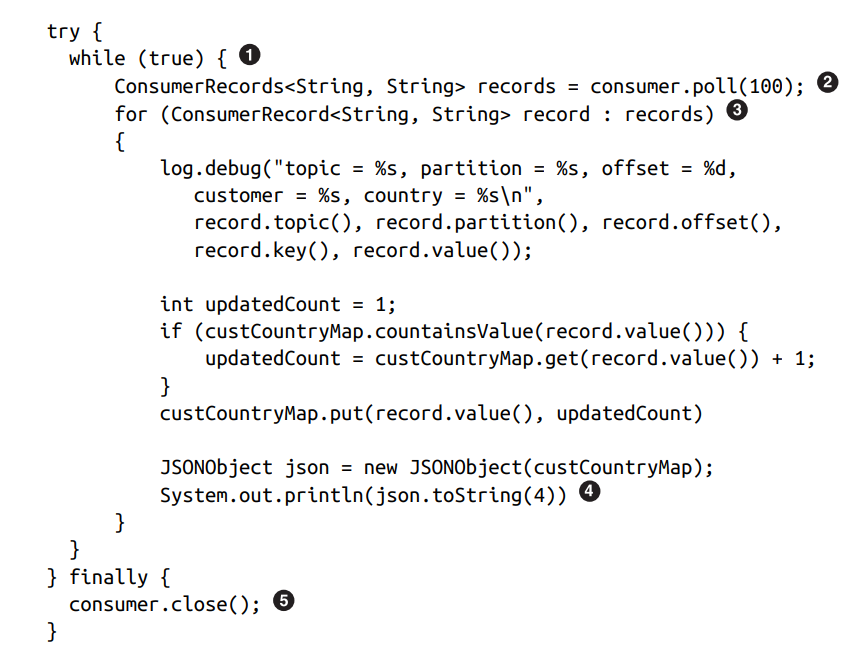 try {
while (true) { ❶
ConsumerRecords<String, String> records = consumer.poll(100); ❷
for (ConsumerRecord<String, String> record : records) ❸
{
log.debug("topic = %s, partition = %s, offset = %d,
customer = %s, country = %s\n",
record.topic(), record.partition(), record.offset(),
record.key(), record.value());
int updatedCount = 1;
if (custCountryMap.countainsValue(record.value())) {
updatedCount = custCountryMap.get(record.value()) + 1;
}
custCountryMap.put(record.value(), updatedCount)
JSONObject json = new JSONObject(custCountryMap);
System.out.println(json.toString(4)) ❹
}
}
} finally {
consumer.close(); ❺
}